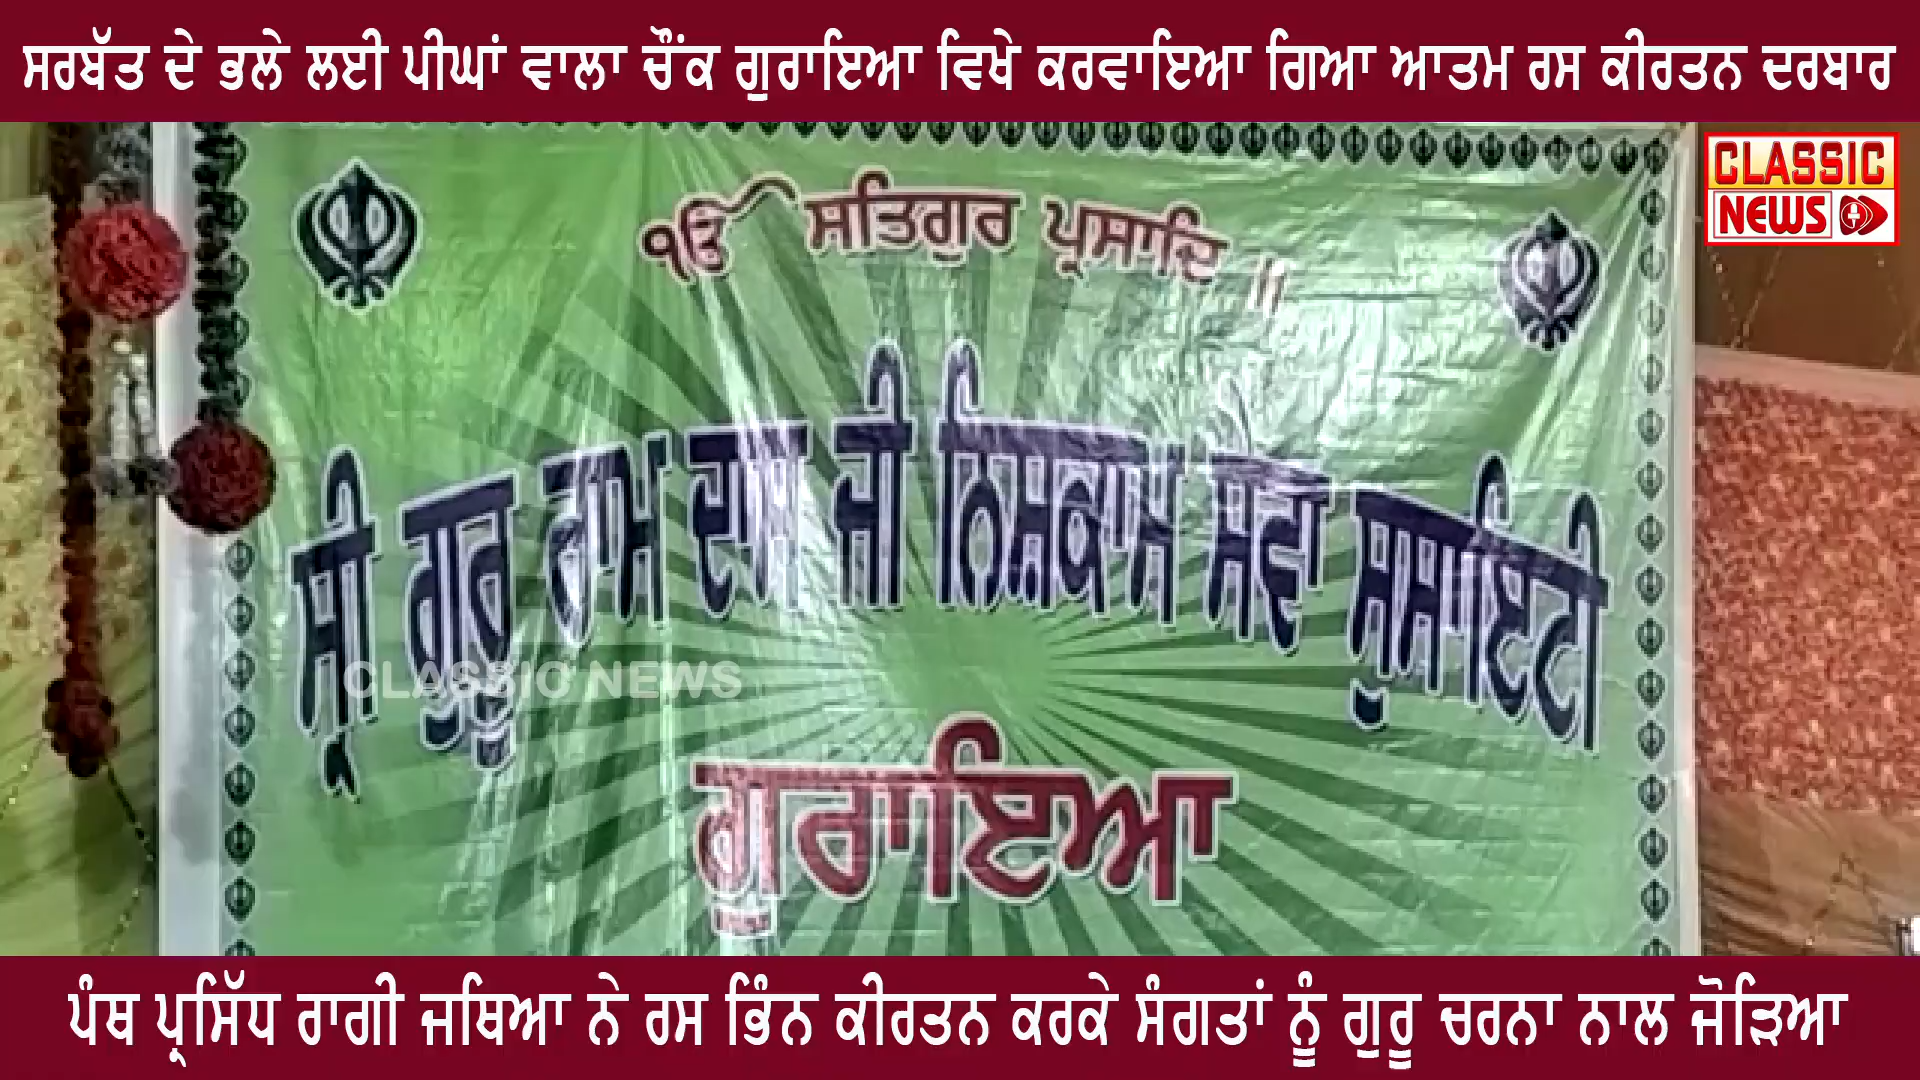 ਸਰਬੱਤ ਦੇ ਭਲੇ ਲਈ ਪੀਘਾਂ ਵਾਲਾ ਚੌਂਕ ਗੁਰਾਇਆ ਵਿਖੇ ਕਰਵਾਇਆ ਗਿਆ ਆਤਮ ਰਸ ਕੀਰਤਨ ਦਰਬਾਰ
CLASSIC
NEWS
ੴ ਸਤਿਗੁਰ ਪ੍ਰਸਾਦਿ ॥
ਸ੍ਰੀ ਗੁਰੂ ਰਾਮ ਦਾਸ ਜੀ ਨਿਸ਼ਕਾਮ ਸੇਵਾ ਸੁਸਾਇਟੀ
CLASSIC NEWS
ਗੁਰਾਇਆ
ਪੰਥ ਪ੍ਰਸਿੱਧ ਰਾਗੀ ਜਥਿਆ ਨੇ ਰਸ ਭਿੰਨ ਕੀਰਤਨ ਕਰਕੇ ਸੰਗਤਾਂ ਨੂੰ ਗੁਰੂ ਚਰਨਾ ਨਾਲ ਜੋੜਿਆ